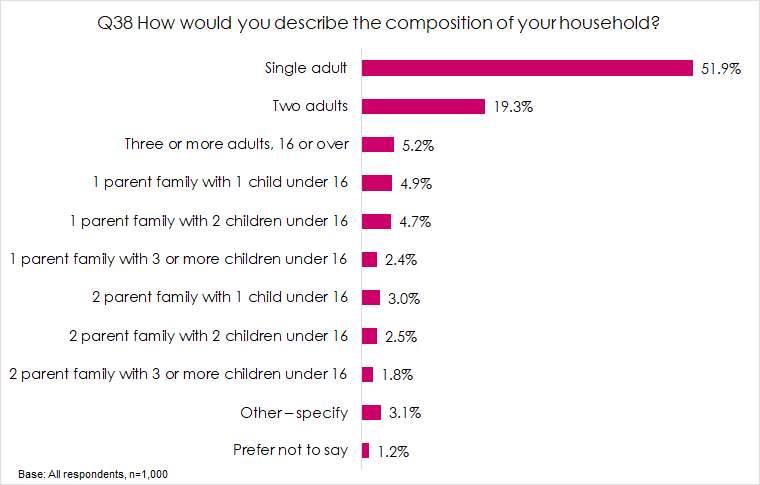 Q38 How would you describe the composition of your household?
Single adult 51.9%
Two adults 19.3%
Three or more adults, 16 or over 5.2%
1 parent family with 1 child under 16 4.9%
1 parent family with 2 children under 16 4.7%
1 parent family with 3 or more children under 16 2.4%
2 parent family with 1 child under 16 3.0%
2 parent family with 2 children under 16 2.5%
2 parent family with 3 or more children under 16 1.8%
Other – specify 3.1%
Prefer not to say 1.2%
Base: All respondents, n=1,000